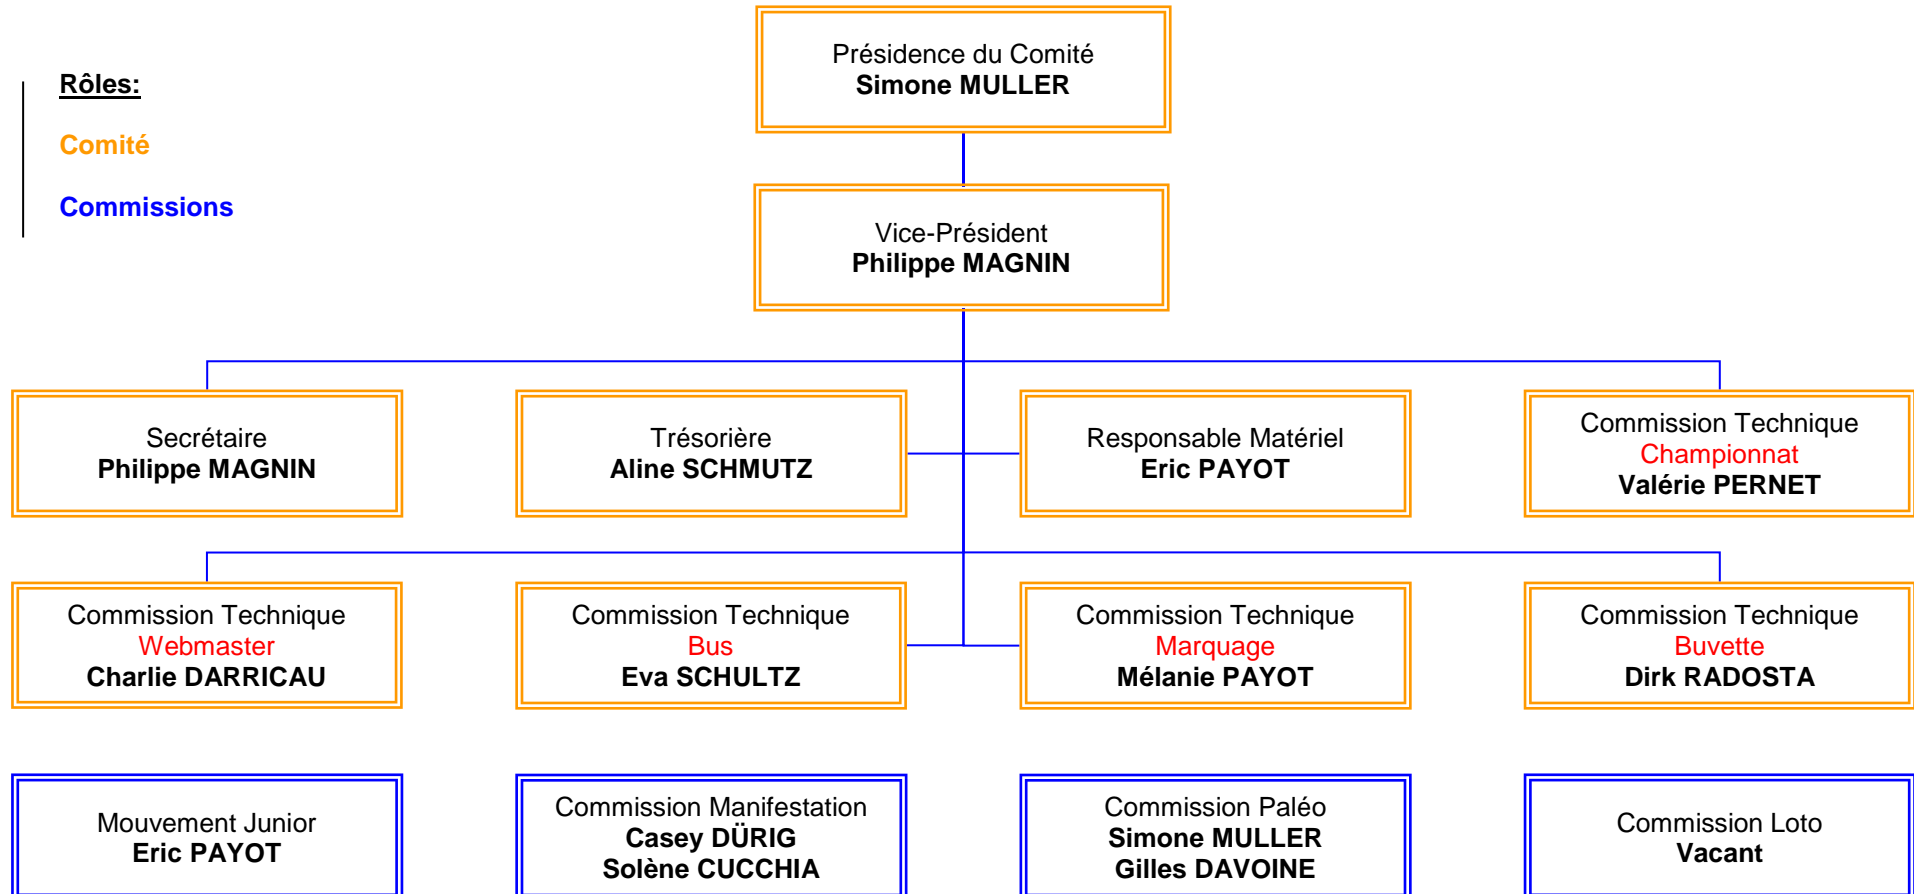 Présidence du Comité
Simone MULLER
Rôles:
Comité
Commissions
Vice-Président
Philippe MAGNIN
Secrétaire
Philippe MAGNIN
Trésorière
Aline SCHMUTZ
Responsable Matériel
Eric PAYOT
Commission Technique
Championnat
Valérie PERNET
Commission Technique
Webmaster
Charlie DARRICAU
Commission Technique
Bus
Eva SCHULTZ
Commission Technique
Marquage
Mélanie PAYOT
Commission Technique
Buvette
Dirk RADOSTA
Mouvement Junior
Eric PAYOT
Commission Manifestation
Casey DÜRIG
Solène CUCCHIA
Commission Paléo
Simone MULLER
Gilles DAVOINE
Commission Loto
Vacant